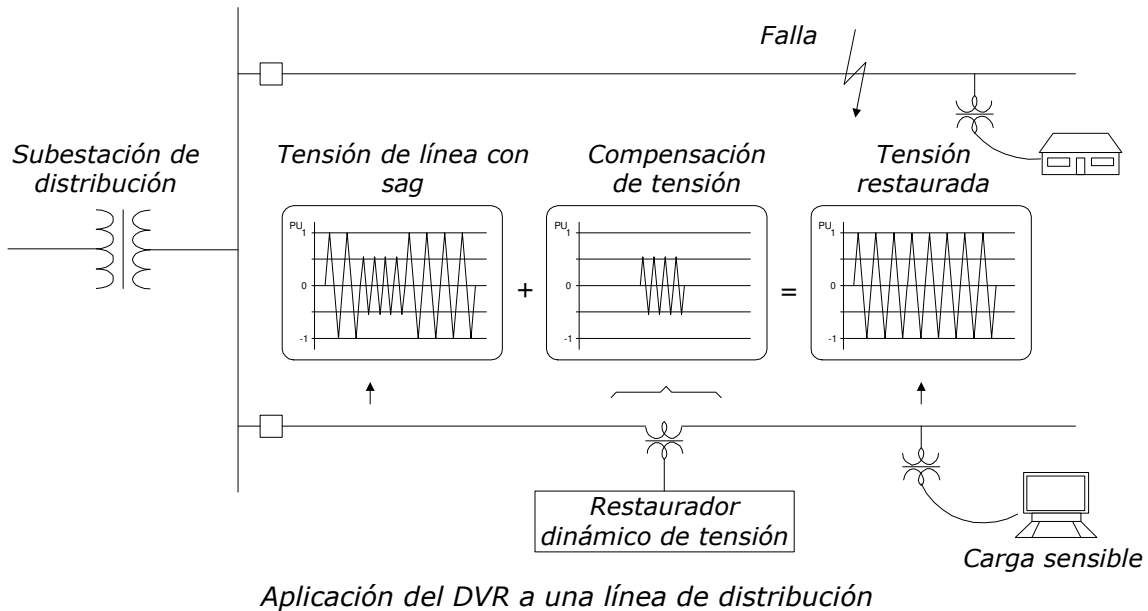 Falla
Subestación de
distribución
Tensión de línea con
sag
Compensación
de tensión
Tensión
restaurada
PU
1
0
-1
+
PU
1
0
-1
=
PU
1
0
-1
Restaurador
dinámico de tensión
Carga sensible
Aplicación del DVR a una línea de distribución